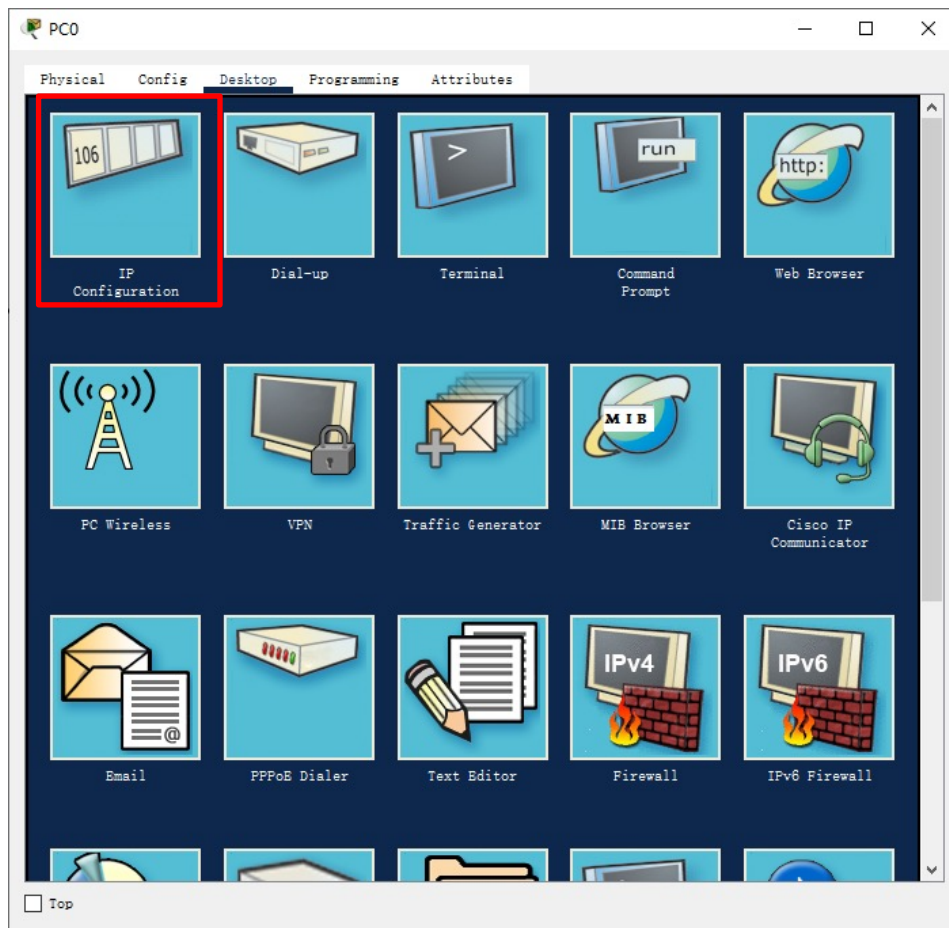 PC0
Physical Config Desktop Programming Attributes
106
>
run
http:
IP
Configuration
Dial-up
Terminal
Command
Prompt
Web Browser
MIB
PC Wireless
VPN
Traffic Generator
MIB Browser
Cisco IP
Communicator
@
IPv4
IPv6
Email
PPPoE Dialer
Text Editor
Firewall
IPv6 Firewall
Top